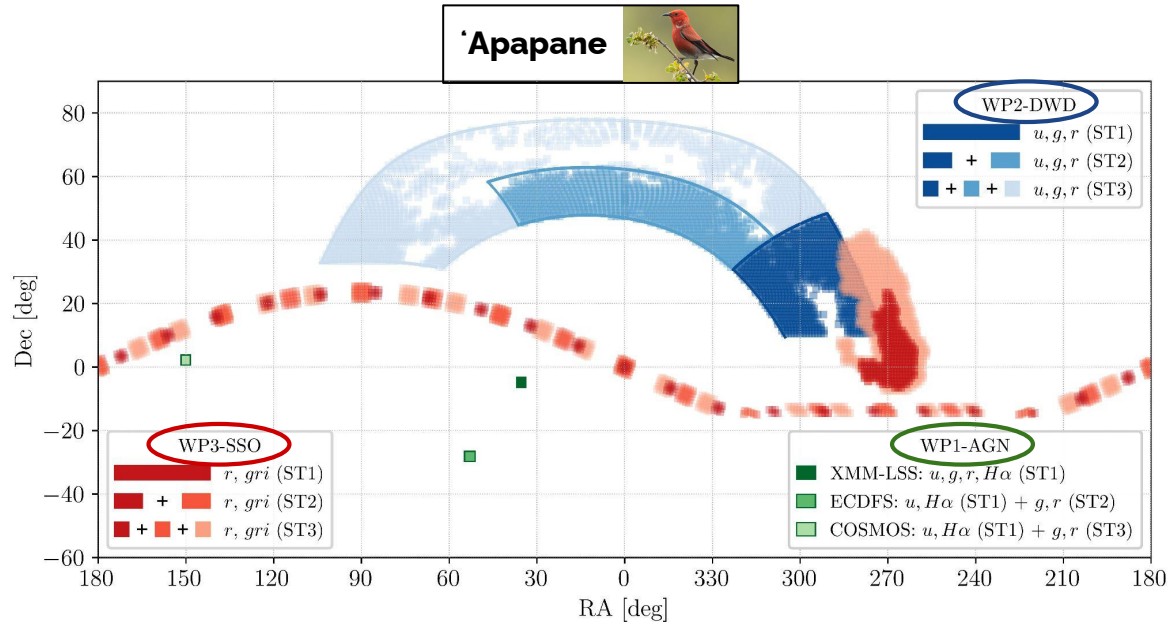 ʻApapane
WP2-DWD
u, g, r (ST1)
+ u, g, r (ST2)
+ + u, g, r (ST3)
80
60
40
20
0
−20
−40
−60
Dec [deg]
WP3-SSO
r, gri (ST1)
+ r, gri (ST2)
+ + r, gri (ST3)
WP1-AGN
XMM-LSS: u, g, r, Hα (ST1)
ECDFS: u, Hα (ST1) + g, r (ST2)
COSMOS: u, Hα (ST1) + g, r (ST3)
180 150 120 90 60 30 0 330 300 270 240 210 180
RA [deg]